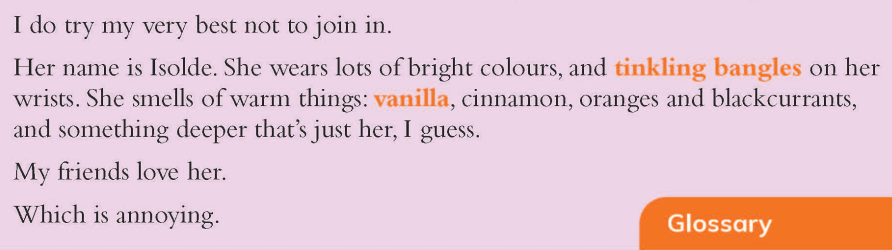 I do try my very best not to join in.
Her name is Isolde. She wears lots of bright colours, and tinkling bangles on her
wrists. She smells of warm things: vanilla, cinnamon, oranges and blackcurrants,
and something deeper that's just her, I guess.
My friends love her.
Which is annoying.
Glossary